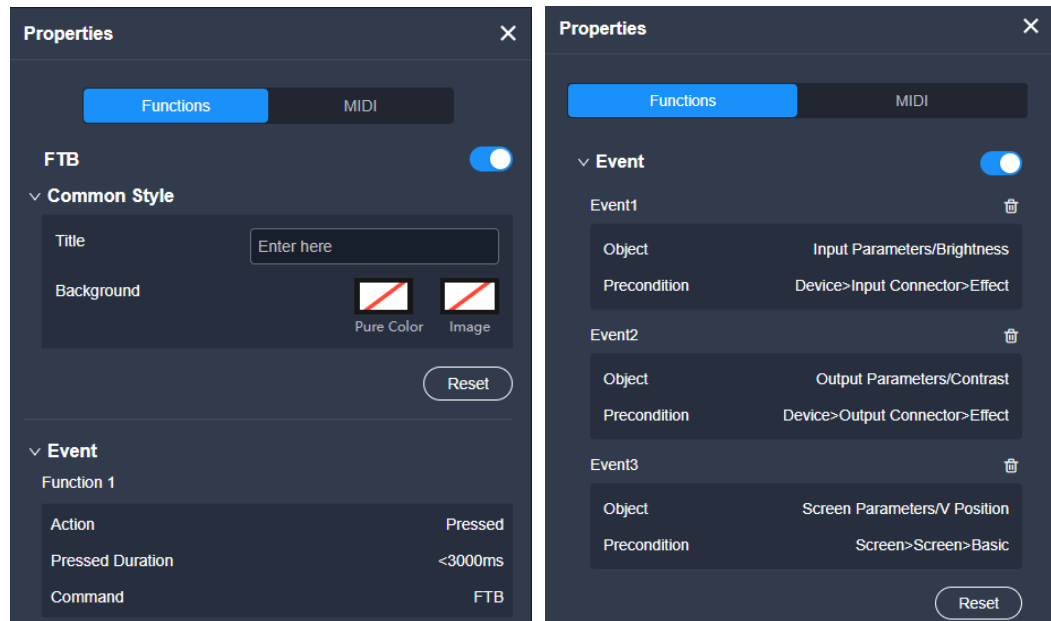 Properties
Functions MIDI
FTB
Common Style
Title Enter here
Background
Pure Color Image
Reset
Event
Function 1
Action Pressed
Pressed Duration <3000ms
Command FTB
Properties
Functions MIDI
Event
Event1
Object Input Parameters/Brightness
Precondition Device>Input Connector>Effect
Event2
Object Output Parameters/Contrast
Precondition Device>Output Connector>Effect
Event3
Object Screen Parameters/V Position
Precondition Screen>Screen>Basic
Reset